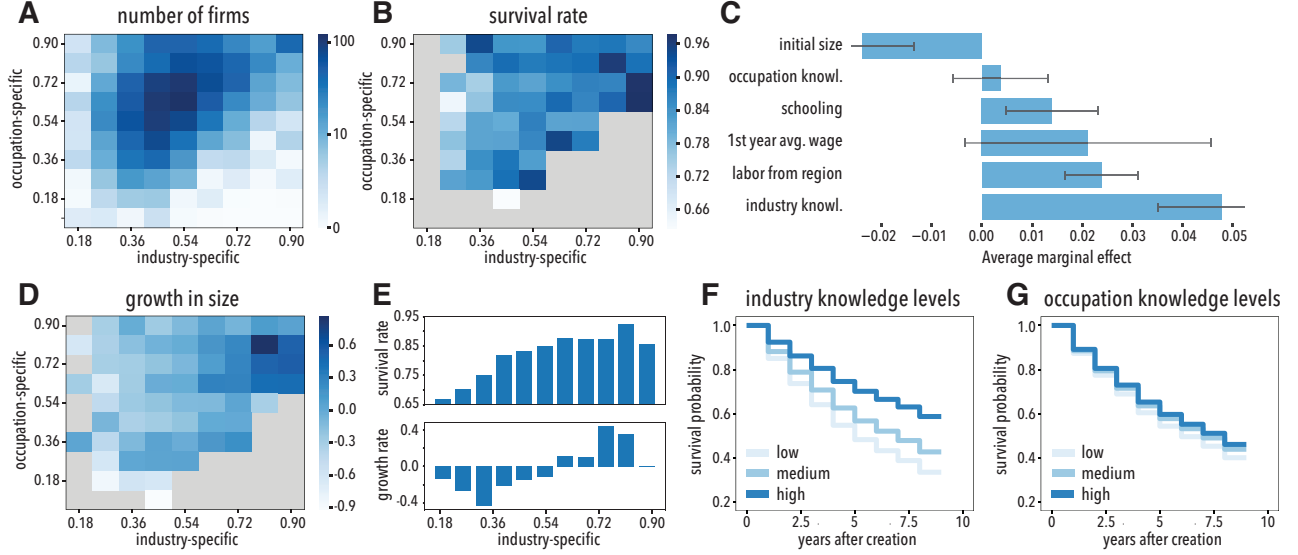 A
number of firms
occupation-specific
0.90
0.72
0.54
0.36
0.18
0.18 0.36 0.54 0.72 0.90
industry-specific
100
10
0
B
survival rate
occupation-specific
0.90
0.72
0.54
0.36
0.18
0.18 0.36 0.54 0.72 0.90
industry-specific
0.96
0.90
0.84
0.78
0.72
0.66
C
initial size
occupation knowl.
schooling
1st year avg. wage
labor from region
industry knowl.
−0.02 −0.01 0.00 0.01 0.02 0.03 0.04 0.05
Average marginal effect
D
growth in size
occupation-specific
0.90
0.72
0.54
0.36
0.18
0.18 0.36 0.54 0.72 0.90
industry-specific
0.6
0.3
0.0
-0.3
-0.6
-0.9
E
survival rate
0.95
0.85
0.75
0.65
growth rate
0.4
0.0
-0.4
0.18 0.36 0.54 0.72 0.90
industry-specific
F
industry knowledge levels
survival probability
1.0
0.8
0.6
0.4
0.2
low
medium
high
0 2.5 5 7.5 10
years after creation
G
occupation knowledge levels
survival probability
1.0
0.8
0.6
0.4
0.2
low
medium
high
0 2.5 5 7.5 10
years after creation